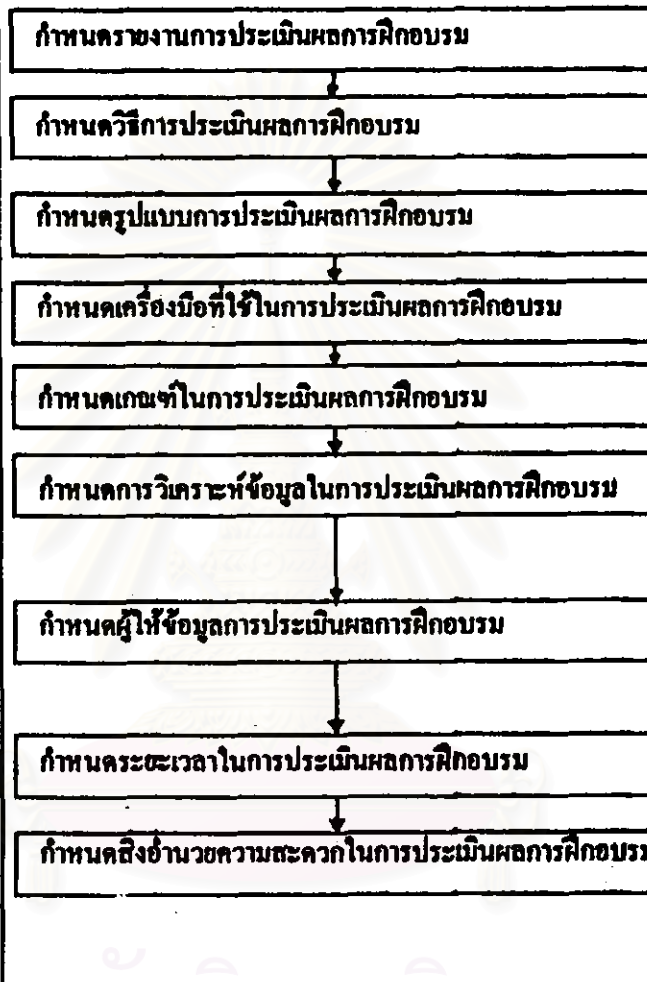 กำหนดรายงานการประเมินผลการฝึกอบรม
กำหนดวิธีการประเมินผลการฝึกอบรม
กำหนดรูปแบบการประเมินผลการฝึกอบรม
กำหนดเครื่องมือที่ใช้ในการประเมินผลการฝึกอบรม
กำหนดเกณฑ์ในการประเมินผลการฝึกอบรม
กำหนดการวิเคราะห์ข้อมูลในการประเมินผลการฝึกอบรม
กำหนดผู้ให้ข้อมูลการประเมินผลการฝึกอบรม
กำหนดระยะเวลาในการประเมินผลการฝึกอบรม
กำหนดสิ่งอำนวยความสะดวกในการประเมินผลการฝึกอบรม